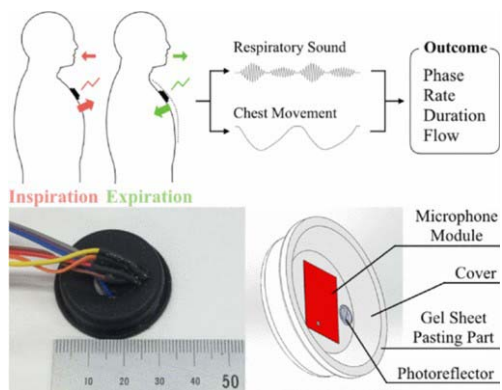 Respiratory Sound
Chest Movement
Outcome
Phase
Rate
Duration
Flow
Inspiration Expiration
10 20 30 40 50
Microphone
Module
Cover
Gel Sheet
Pasting Part
Photoreflector